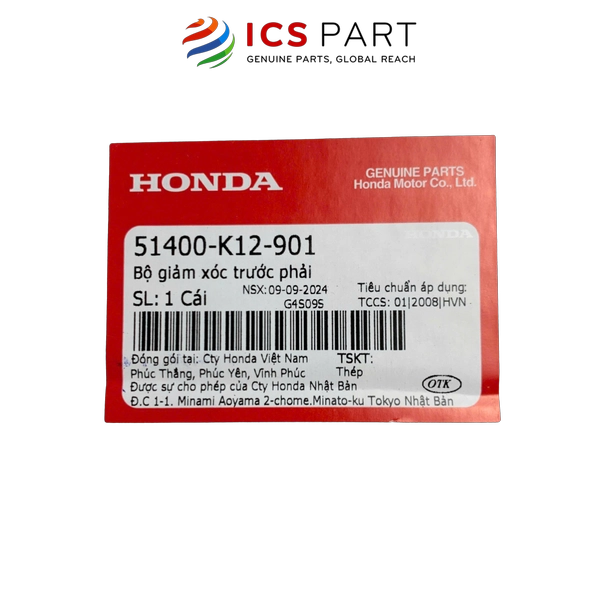 ICS PART
GENUINE PARTS, GLOBAL REACH
HONDA
GENUINE PARTS
Honda Motor Co., Ltd.
HONDA
51400-K12-901
Bộ giảm xóc trước phải
SL: 1 Cái
NSX: 09-09-2024
G4S09S
Tiêu chuẩn áp dụng:
TCCS: 01|2008|HVN
Đóng gói tại: Cty Honda Việt Nam
TSKT:
Phúc Thắng, Phúc Yên, Vĩnh Phúc
Thép
Được sự cho phép của Cty Honda Nhật Bản
OTK
Đ.C 1-1. Minami Aoyama 2-chome.Minato-ku Tokyo Nhật Bản